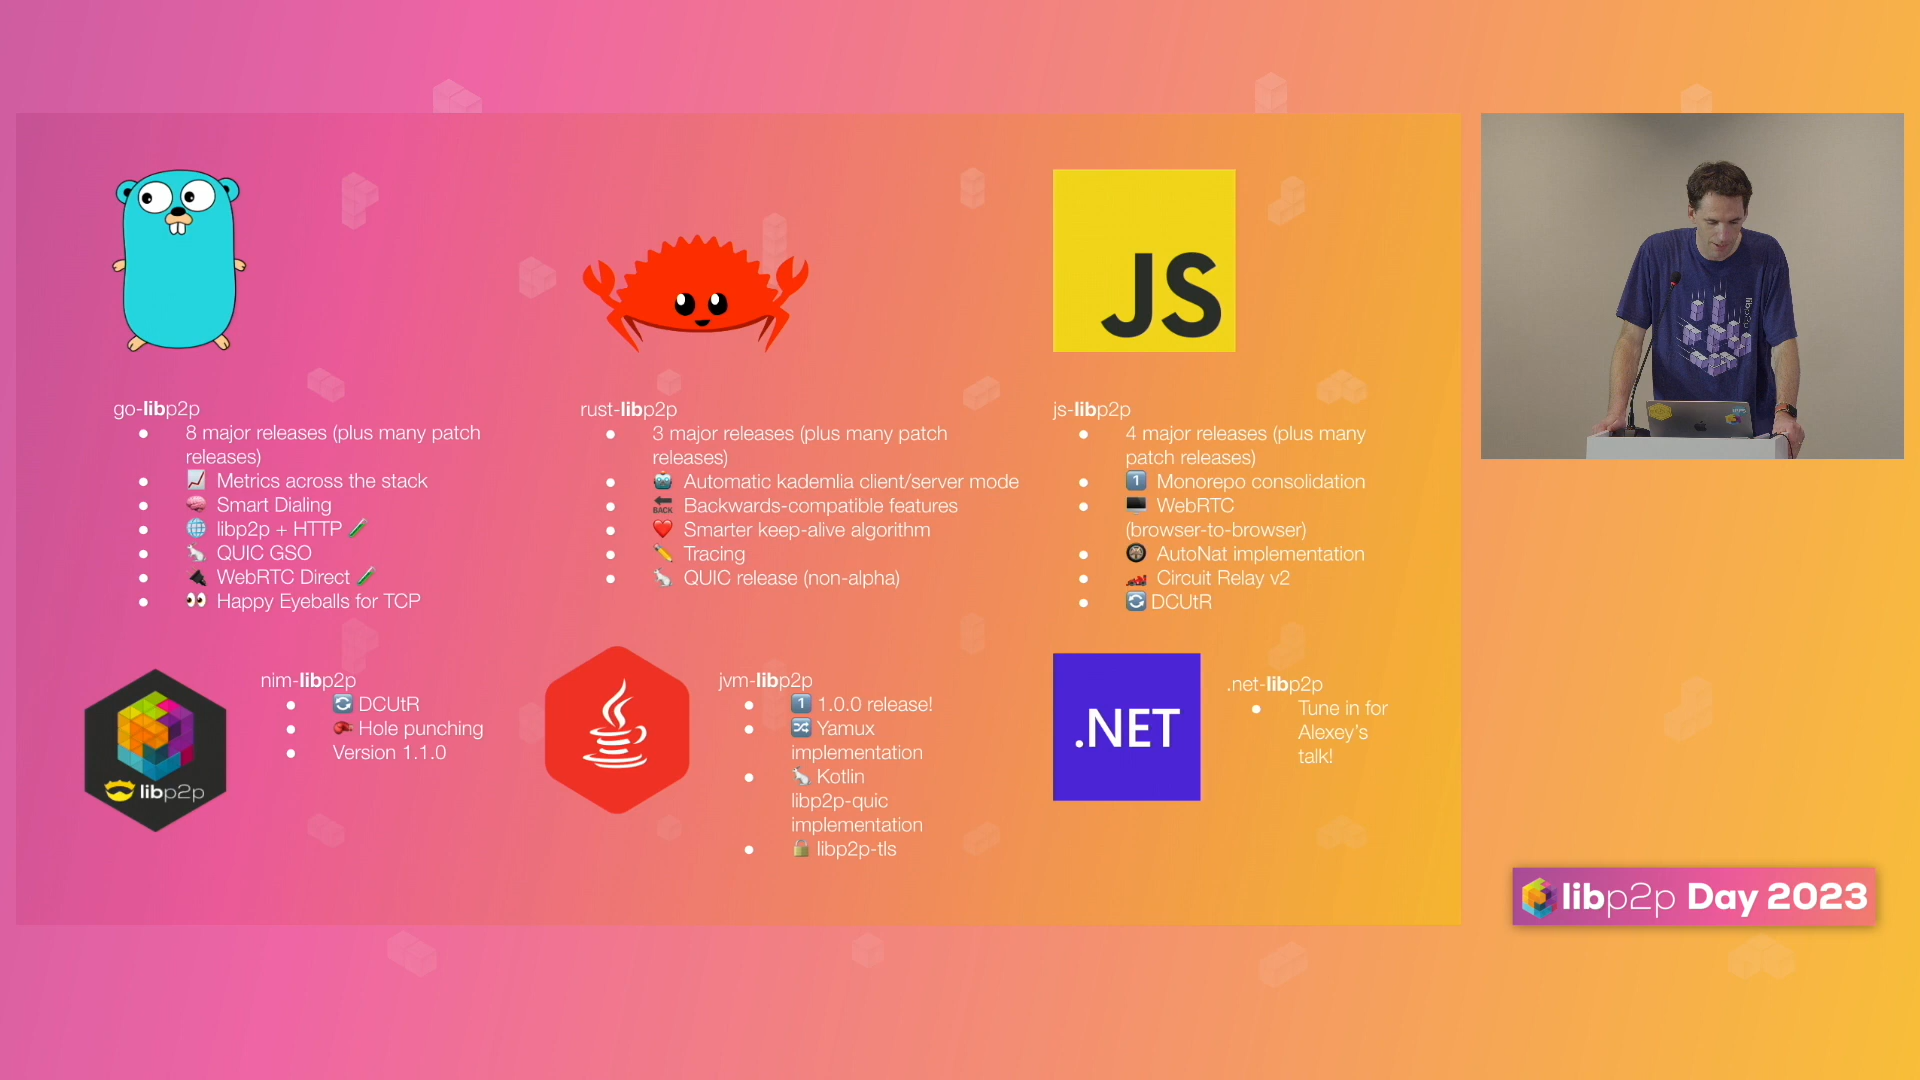 JS
go-libp2p
● 8 major releases (plus many patch
releases)
● 📈 Metrics across the stack
● 🧠 Smart Dialing
● 🌐 libp2p + HTTP 🧪
● 🐇 QUIC GSO
● 🔌 WebRTC Direct 🧪
● 👀 Happy Eyeballs for TCP
rust-libp2p
● 3 major releases (plus many patch
releases)
● 🤖 Automatic kademlia client/server mode
● 🔙 Backwards-compatible features
● ❤️ Smarter keep-alive algorithm
● ✏️ Tracing
● 🐇 QUIC release (non-alpha)
js-libp2p
● 4 major releases (plus many
patch releases)
● 1️⃣ Monorepo consolidation
● 🖥️ WebRTC
(browser-to-browser)
● 🛞 AutoNat implementation
● 🏎️ Circuit Relay v2
● 🔄 DCUtR
libp2p
nim-libp2p
● 🔄 DCUtR
● 🥊 Hole punching
● Version 1.1.0
jvm-libp2p
● 1️⃣ 1.0.0 release!
● 🔀 Yamux
implementation
● 🐇 Kotlin
libp2p-quic
implementation
● 🔒 libp2p-tls
.NET
.net-libp2p
● Tune in for
Alexey's
talk!
libp2p
libp2p Day 2023